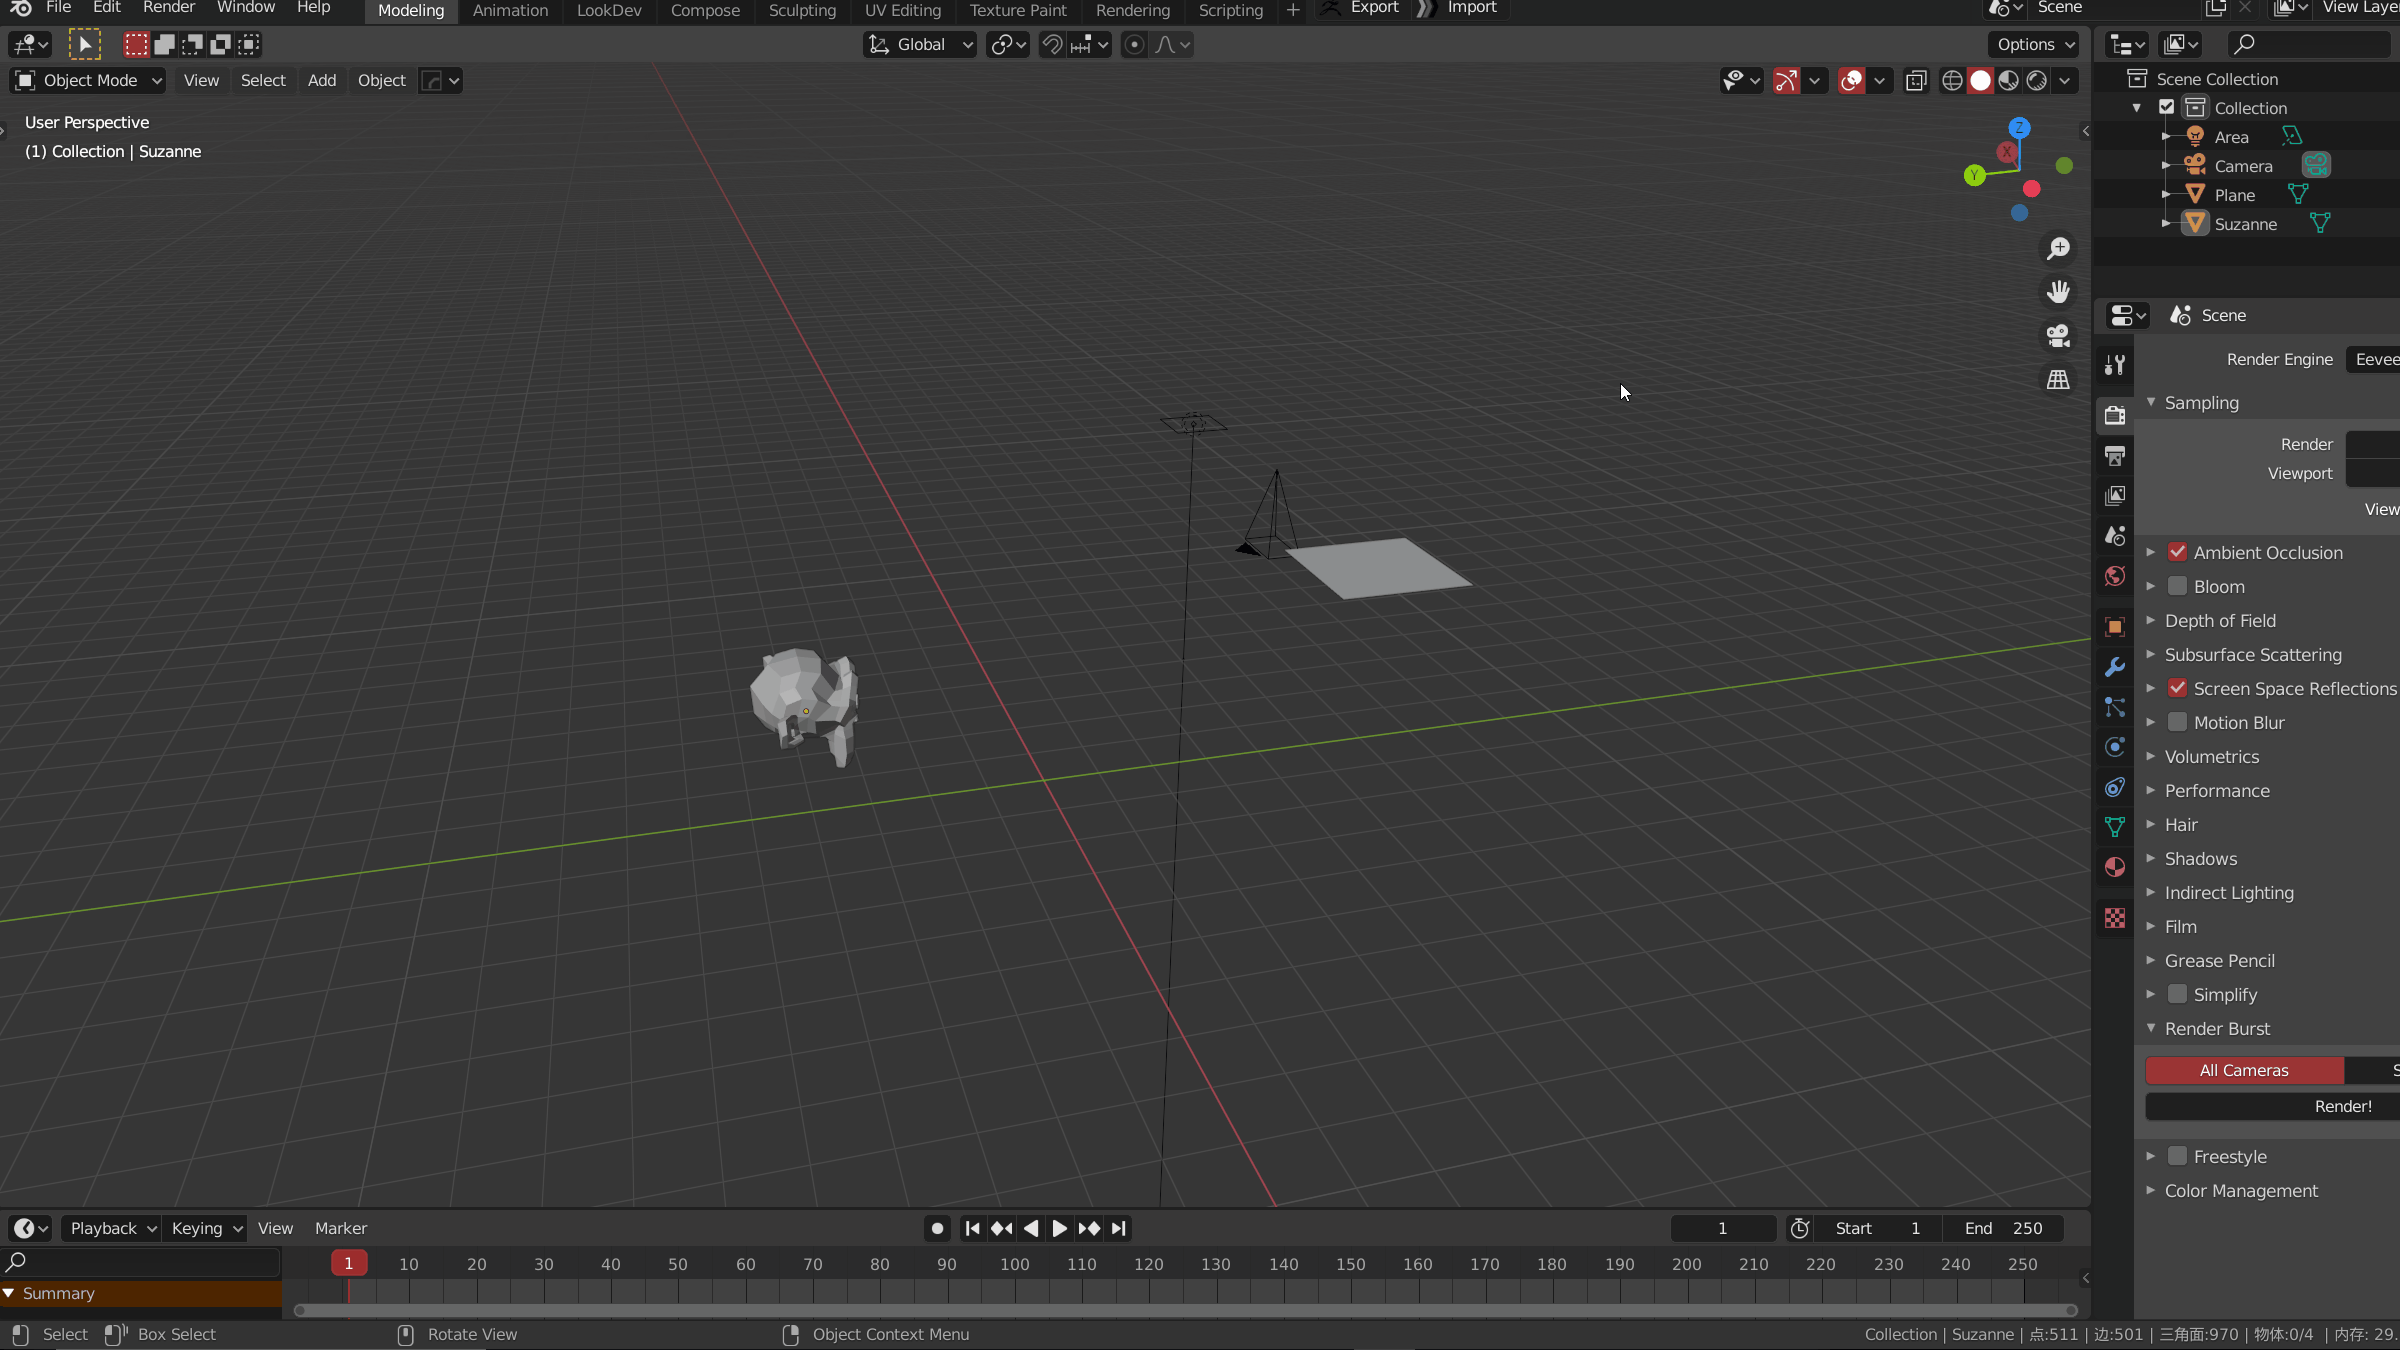 File Edit Render Window Help Modeling Animation LookDev Compose Sculpting UV Editing Texture Paint Rendering Scripting + Export Import Scene
Global Options
Object Mode View Select Add Object
User Perspective
(1) Collection | Suzanne
Z
X
Y
Scene Collection
Collection
Area
Camera
Plane
Suzanne
Scene
Render Engine Eevee
Sampling
Render
Viewport
Ambient Occlusion
Bloom
Depth of Field
Subsurface Scattering
Screen Space Reflections
Motion Blur
Volumetrics
Performance
Hair
Shadows
Indirect Lighting
Film
Grease Pencil
Simplify
Render Burst
All Cameras S
Render!
Freestyle
Color Management
Playback Keying View Marker 1 Start 1 End 250
1 10 20 30 40 50 60 70 80 90 100 110 120 130 140 150 160 170 180 190 200 210 220 230 240 250
Summary
Select Box Select Rotate View Object Context Menu Collection | Suzanne | 点:511 | 边:501 | 三角面:970 | 物体:0/4 | 内存: 29.